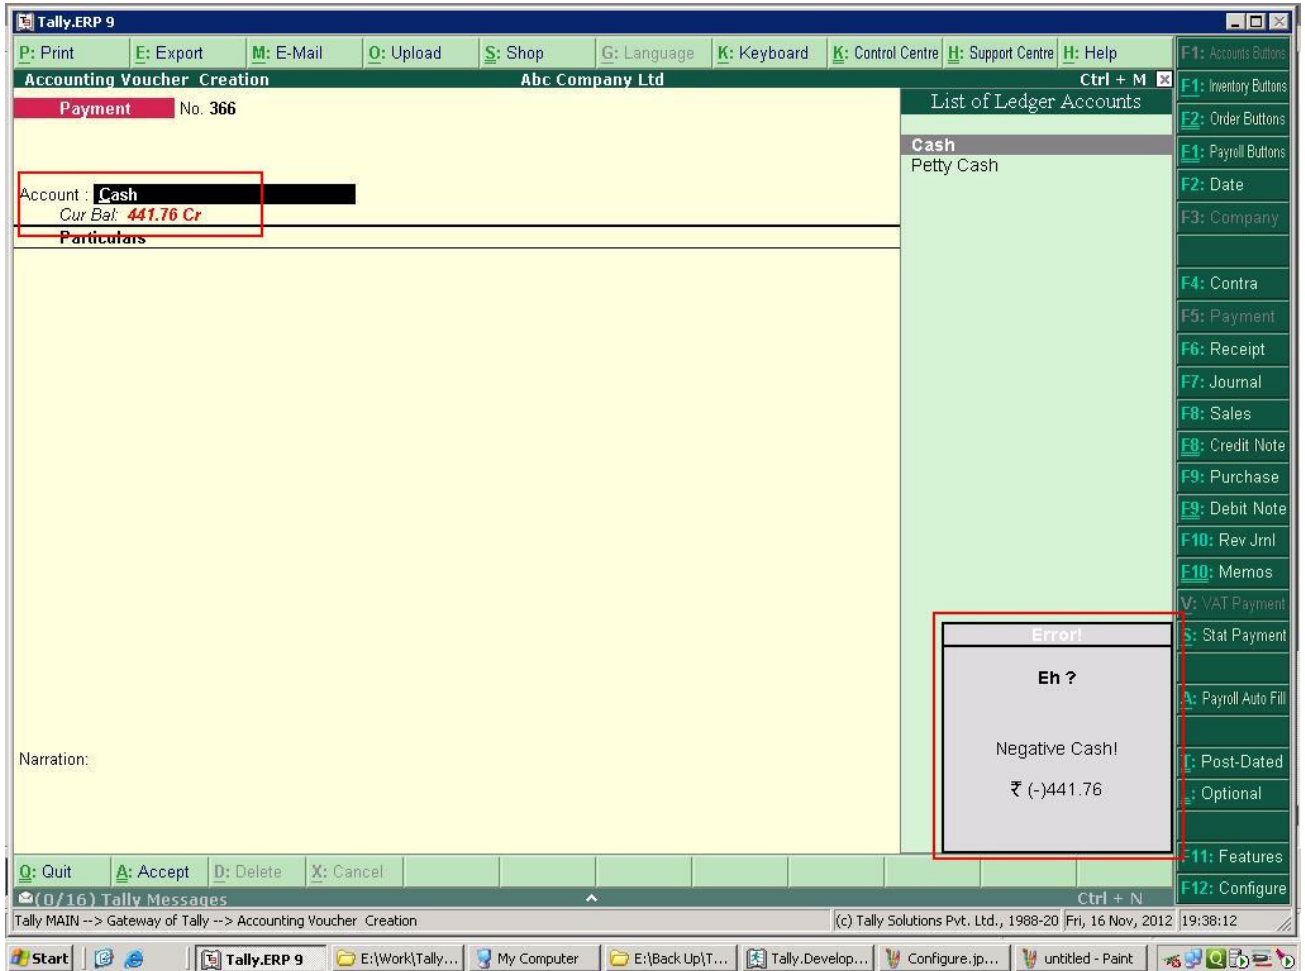 Tally.ERP 9
P: Print E: Export M: E-Mail O: Upload S: Shop G: Language K: Keyboard K: Control Centre H: Support Centre H: Help
F1: Accounts Buttons
Accounting Voucher Creation Abc Company Ltd Ctrl + M
F1: Inventory Buttons
Payment No. 366
List of Ledger Accounts
F2: Order Buttons
Cash
F1: Payroll Buttons
Petty Cash
F2: Date
Account : Cash
Cur Bal: 441.76 Cr
F3: Company
Particulars
F4: Contra
F5: Payment
F6: Receipt
F7: Journal
F8: Sales
F8: Credit Note
F9: Purchase
F9: Debit Note
F10: Rev Jrnl
F10: Memos
V: VAT Payment
Error!
S: Stat Payment
Eh ?
A: Payroll Auto Fill
Negative Cash!
Narration:
T: Post-Dated
₹ (-)441.76
L: Optional
F11: Features
Q: Quit A: Accept D: Delete X: Cancel
F12: Configure
(0/16) Tally Messages Ctrl + N
Tally MAIN --> Gateway of Tally --> Accounting Voucher Creation (c) Tally Solutions Pvt. Ltd., 1988-20 Fri, 16 Nov, 2012 19:38:12
Start Tally.ERP 9 E:\Work\Tally... My Computer E:\Back Up\T... Tally.Develop... Configure.jp... untitled - Paint